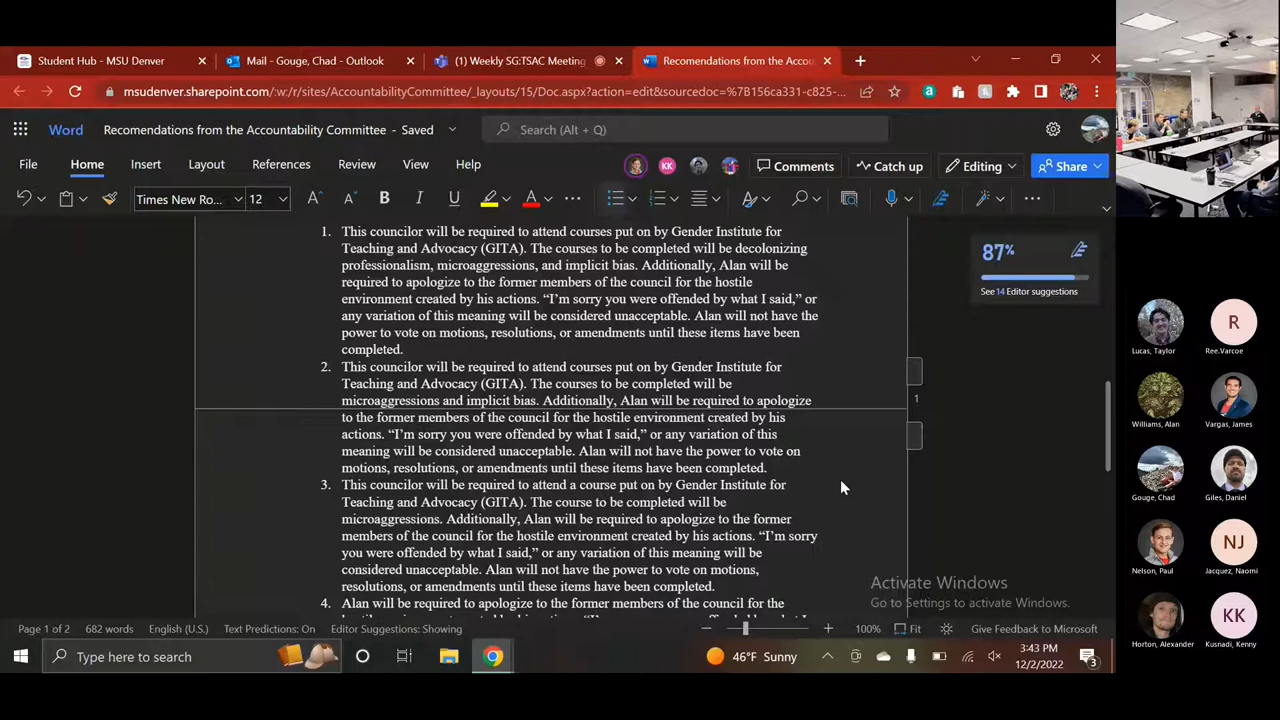 Student Hub - MSU Denver
Mail - Gouge, Chad - Outlook
(1) Weekly SG:TSAC Meeting
Recomendations from the Accou
msudenver.sharepoint.com/:w:/r/sites/AccountabilityCommittee/_layouts/15/Doc.aspx?action=edit&sourcedoc=%7B156ca331-c825-...
Word
Recomendations from the Accountability Committee - Saved
Search (Alt + Q)
File
Home
Insert
Layout
References
Review
View
Help
KK
Comments
Catch up
Editing
Share
Times New Ro...
12
1. This councilor will be required to attend courses put on by Gender Institute for
Teaching and Advocacy (GITA). The courses to be completed will be decolonizing
professionalism, microaggressions, and implicit bias. Additionally, Alan will be
required to apologize to the former members of the council for the hostile
environment created by his actions. “I’m sorry you were offended by what I said,” or
any variation of this meaning will be considered unacceptable. Alan will not have the
power to vote on motions, resolutions, or amendments until these items have been
completed.
2. This councilor will be required to attend courses put on by Gender Institute for
Teaching and Advocacy (GITA). The courses to be completed will be
microaggressions and implicit bias. Additionally, Alan will be required to apologize
to the former members of the council for the hostile environment created by his
actions. “I’m sorry you were offended by what I said,” or any variation of this
meaning will be considered unacceptable. Alan will not have the power to vote on
motions, resolutions, or amendments until these items have been completed.
3. This councilor will be required to attend a course put on by Gender Institute for
Teaching and Advocacy (GITA). The course to be completed will be
microaggressions. Additionally, Alan will be required to apologize to the former
members of the council for the hostile environment created by his actions. “I’m sorry
you were offended by what I said,” or any variation of this meaning will be
considered unacceptable. Alan will not have the power to vote on motions,
resolutions, or amendments until these items have been completed.
4. Alan will be required to apologize to the former members of the council for the
87%
See 14 Editor suggestions
1
Activate Windows
Go to Settings to activate Windows.
Page 1 of 2
682 words
English (U.S.)
Text Predictions: On
Editor Suggestions: Showing
100%
Fit
Give Feedback to Microsoft
Type here to search
46°F Sunny
3:43 PM
12/2/2022
3
Lucas, Taylor
R
Ree.Varcoe
Williams, Alan
Vargas, James
Gouge, Chad
Giles, Daniel
Nelson, Paul
NJ
Jacquez, Naomi
Horton, Alexander
KK
Kusnadi, Kenny